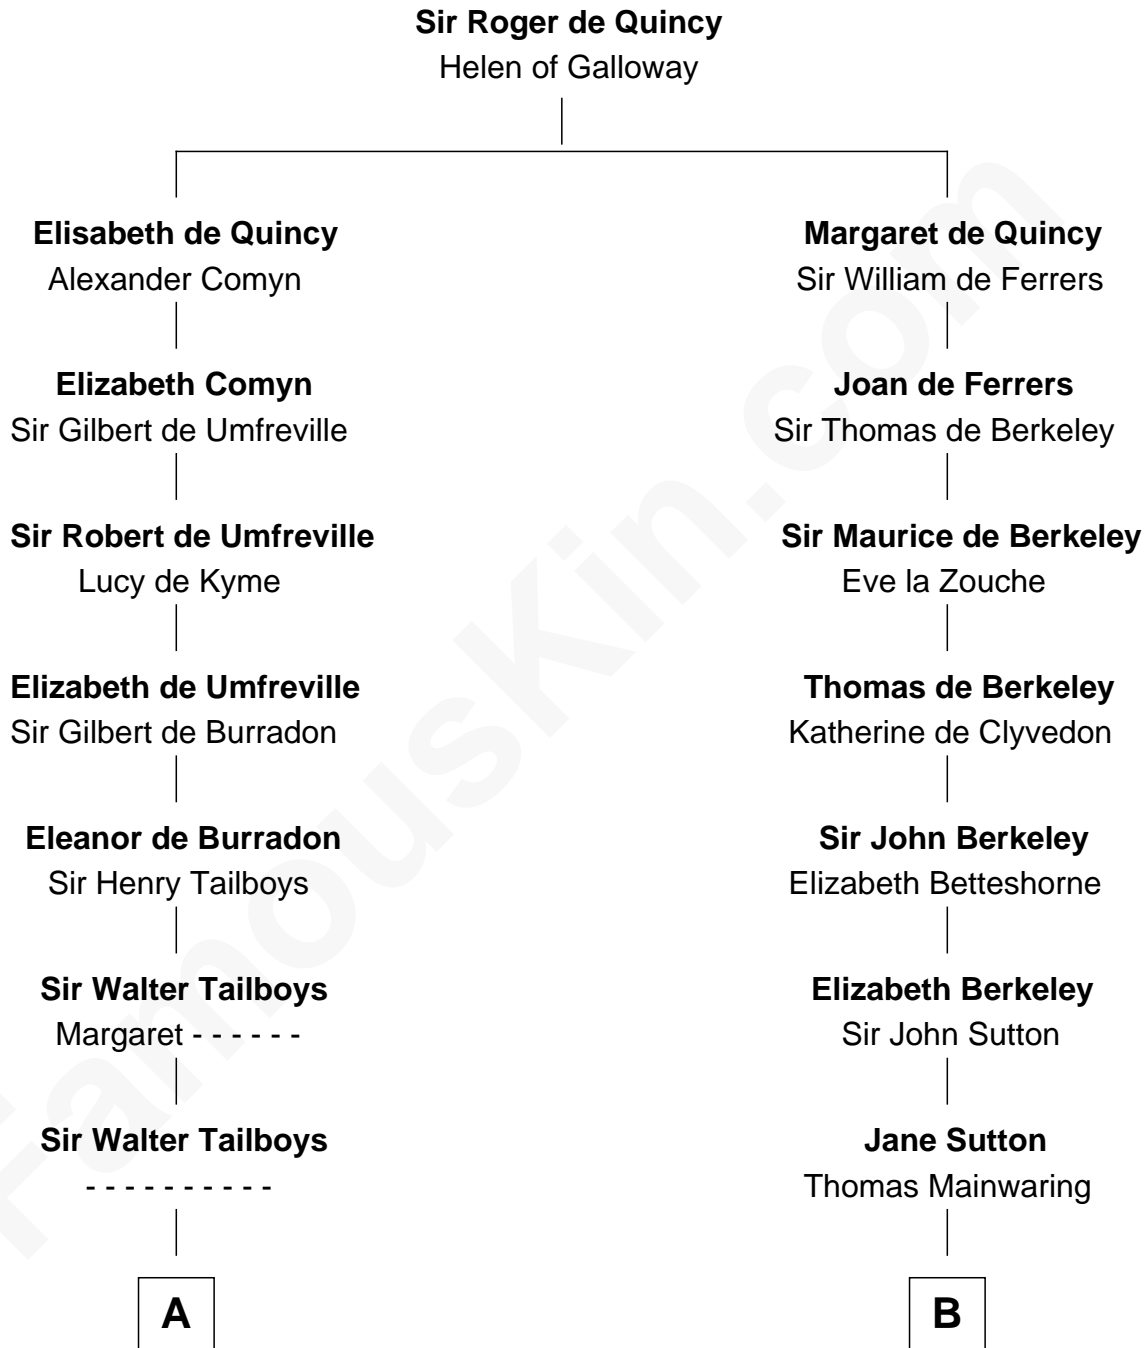 Sir Roger de Quincy
Helen of Galloway
Elisabeth de Quincy
Alexander Comyn
Margaret de Quincy
Sir William de Ferrers
Elizabeth Comyn
Sir Gilbert de Umfreville
Joan de Ferrers
Sir Thomas de Berkeley
Sir Robert de Umfreville
Lucy de Kyme
Sir Maurice de Berkeley
Eve la Zouche
Elizabeth de Umfreville
Sir Gilbert de Burradon
Thomas de Berkeley
Katherine de Clyvedon
Eleanor de Burradon
Sir Henry Tailboys
Sir John Berkeley
Elizabeth Betteshorne
Sir Walter Tailboys
Margaret - - - - - -
Elizabeth Berkeley
Sir John Sutton
Sir Walter Tailboys
- - - - - - - - - -
Jane Sutton
Thomas Mainwaring
A
B
FamousKin.com